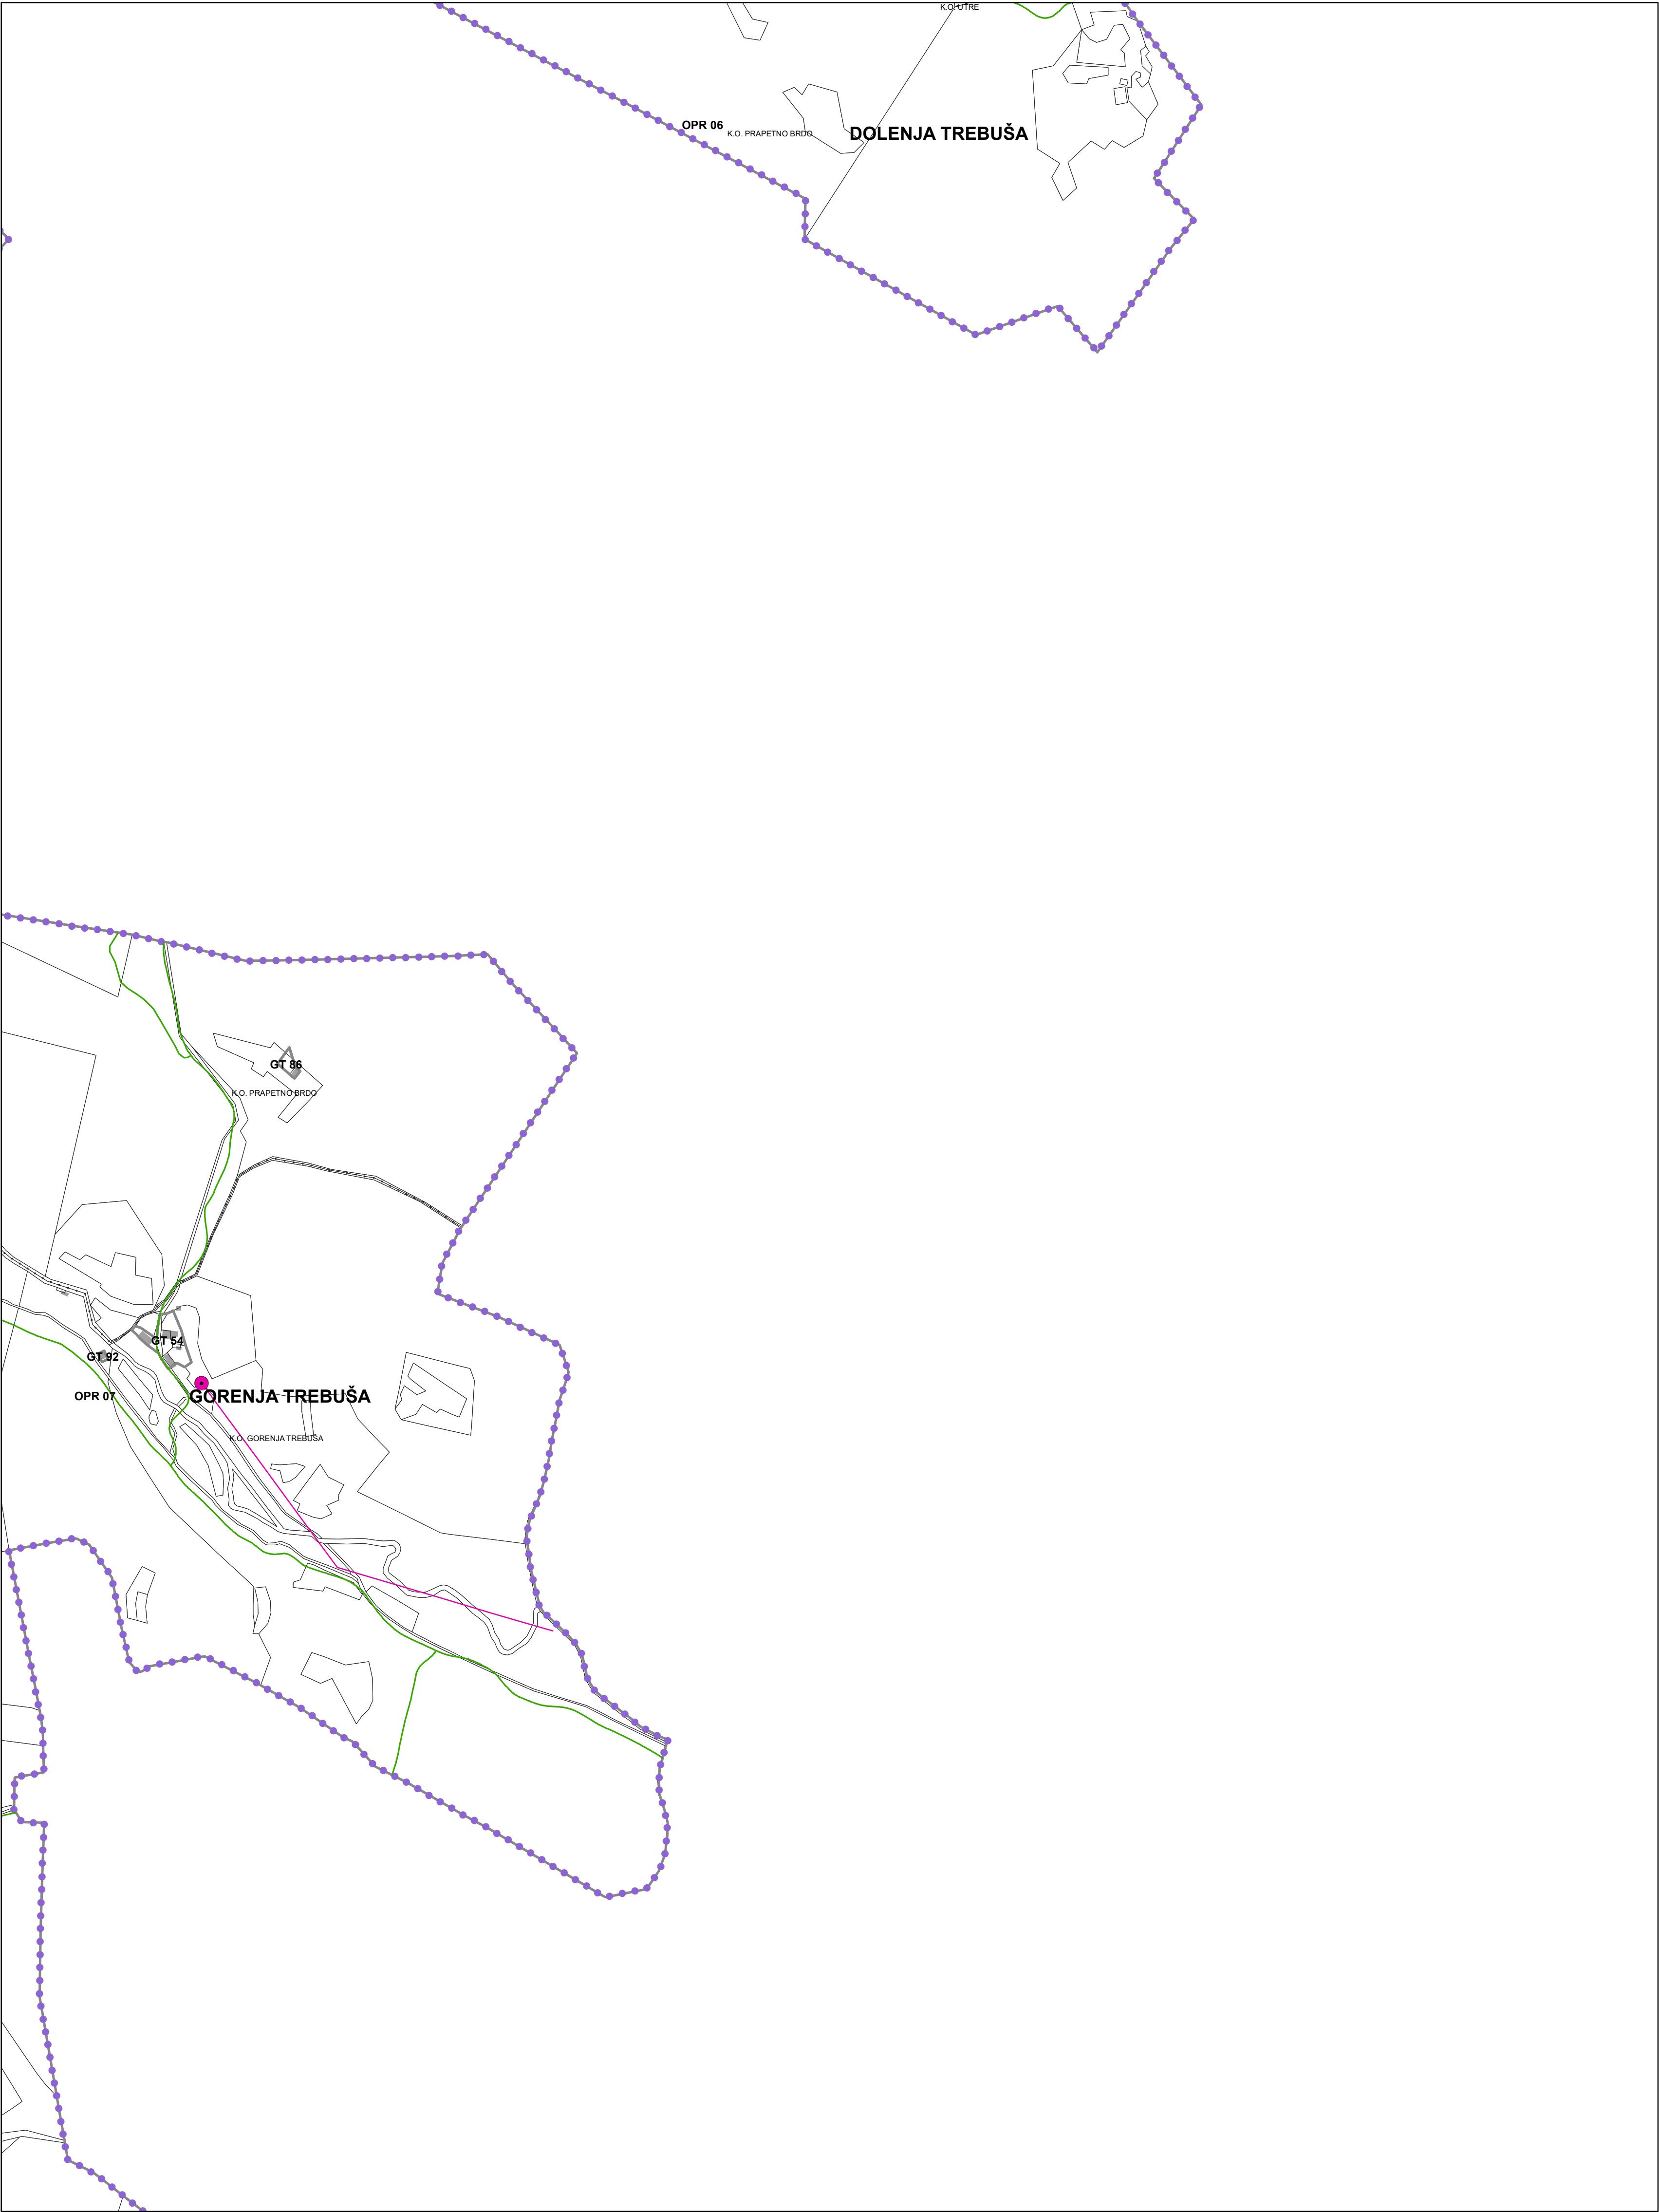 K.O. UTRE
OPR 06
K.O. PRAPETNO BRDO
DOLENJA TREBUŠA
GT 86
K.O. PRAPETNO BRDO
GT 54
GT 92
OPR 07
GORENJA TREBUŠA
K.O. GORENJA TREBUŠA